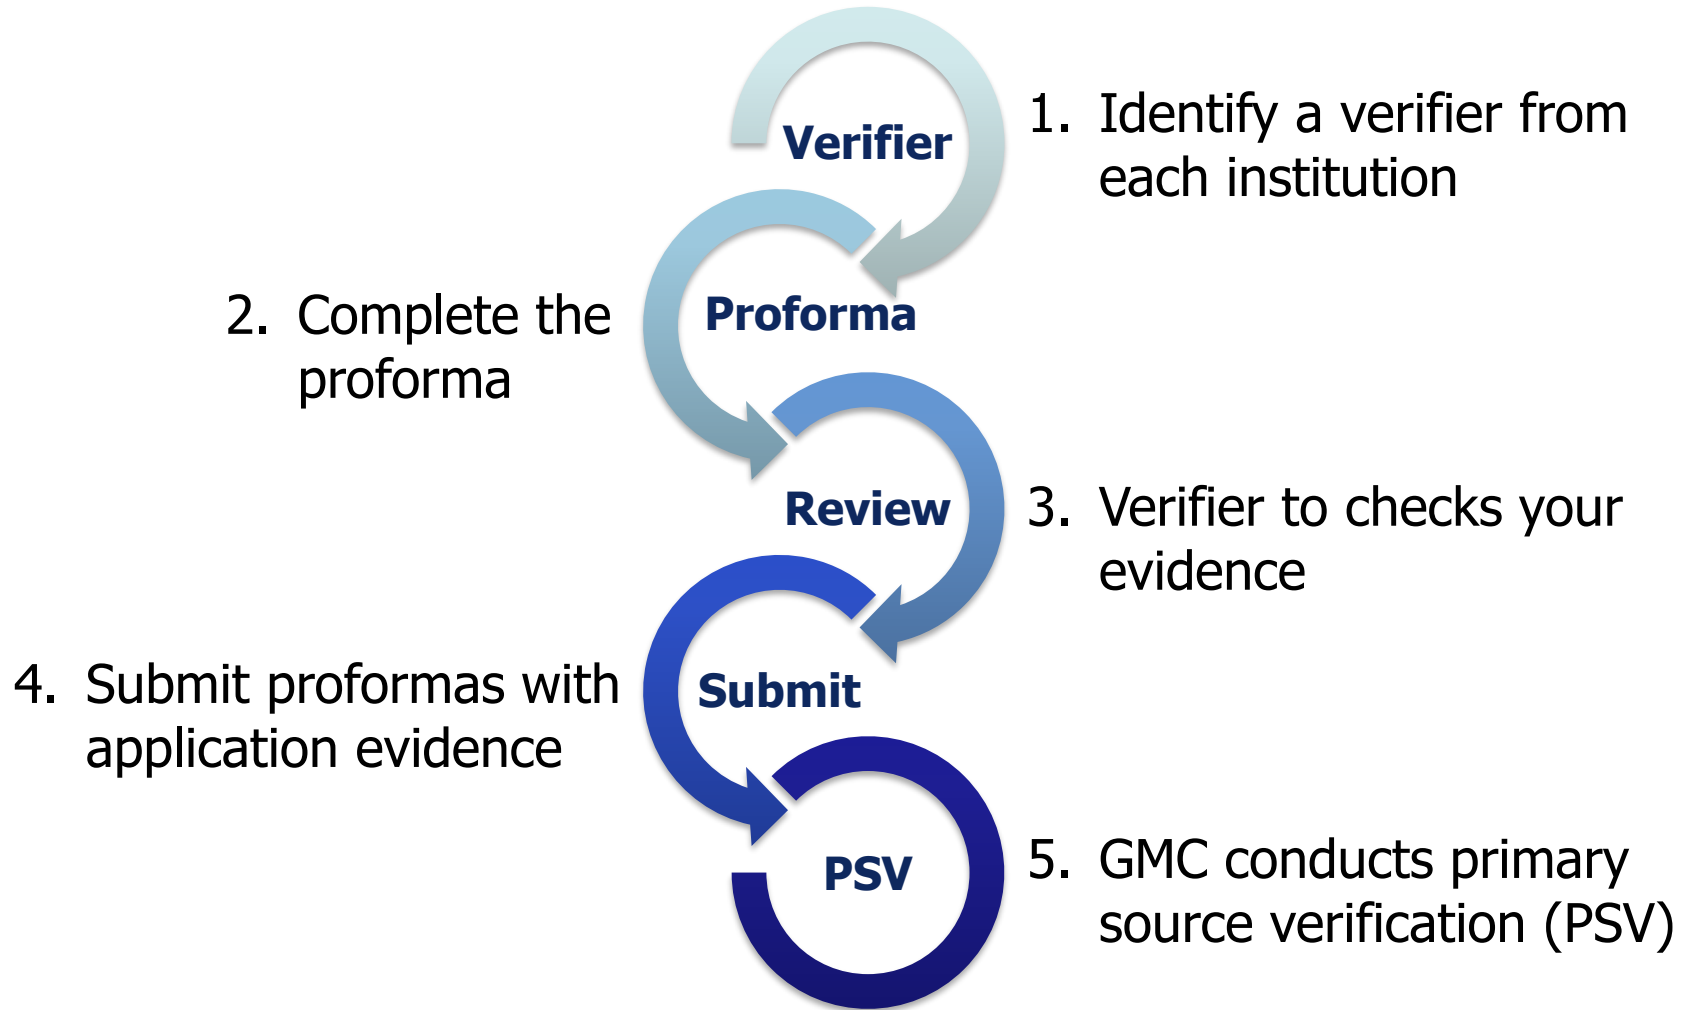 Verifier
1. Identify a verifier from
each institution
Proforma
2. Complete the
proforma
Review
3. Verifier to checks your
evidence
Submit
4. Submit proformas with
application evidence
PSV
5. GMC conducts primary
source verification (PSV)